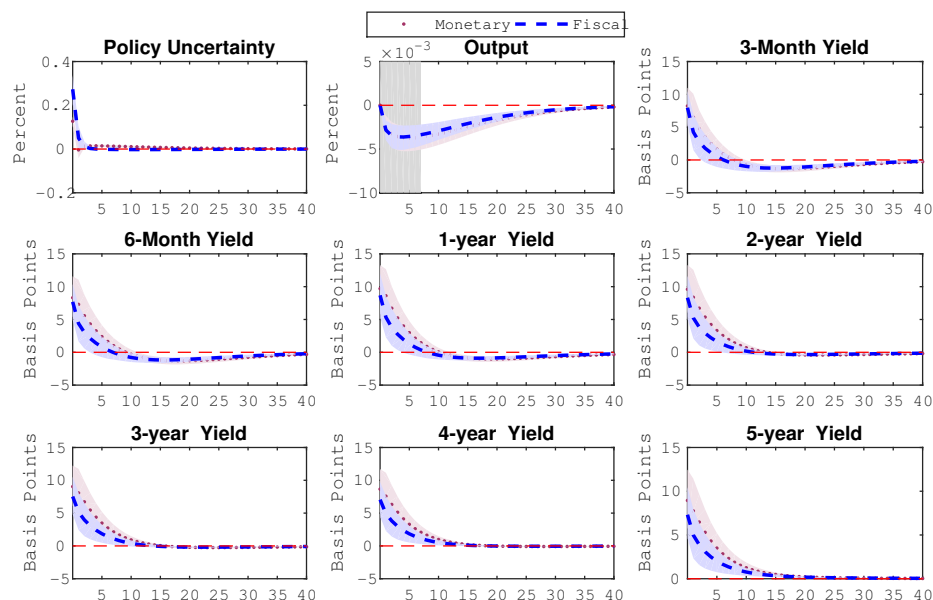 Monetary Fiscal
Policy Uncertainty
Percent
0.4
0.2
0
-0.2
5 10 15 20 25 30 35 40
Output
×10-3
Percent
5
0
-5
-10
5 10 15 20 25 30 35 40
3-Month Yield
Basis Points
15
10
5
0
-5
5 10 15 20 25 30 35 40
6-Month Yield
Basis Points
15
10
5
0
-5
5 10 15 20 25 30 35 40
1-year Yield
Basis Points
15
10
5
0
-5
5 10 15 20 25 30 35 40
2-year Yield
Basis Points
15
10
5
0
-5
5 10 15 20 25 30 35 40
3-year Yield
Basis Points
15
10
5
0
-5
5 10 15 20 25 30 35 40
4-year Yield
Basis Points
15
10
5
0
-5
5 10 15 20 25 30 35 40
5-year Yield
Basis Points
15
10
5
0
5 10 15 20 25 30 35 40